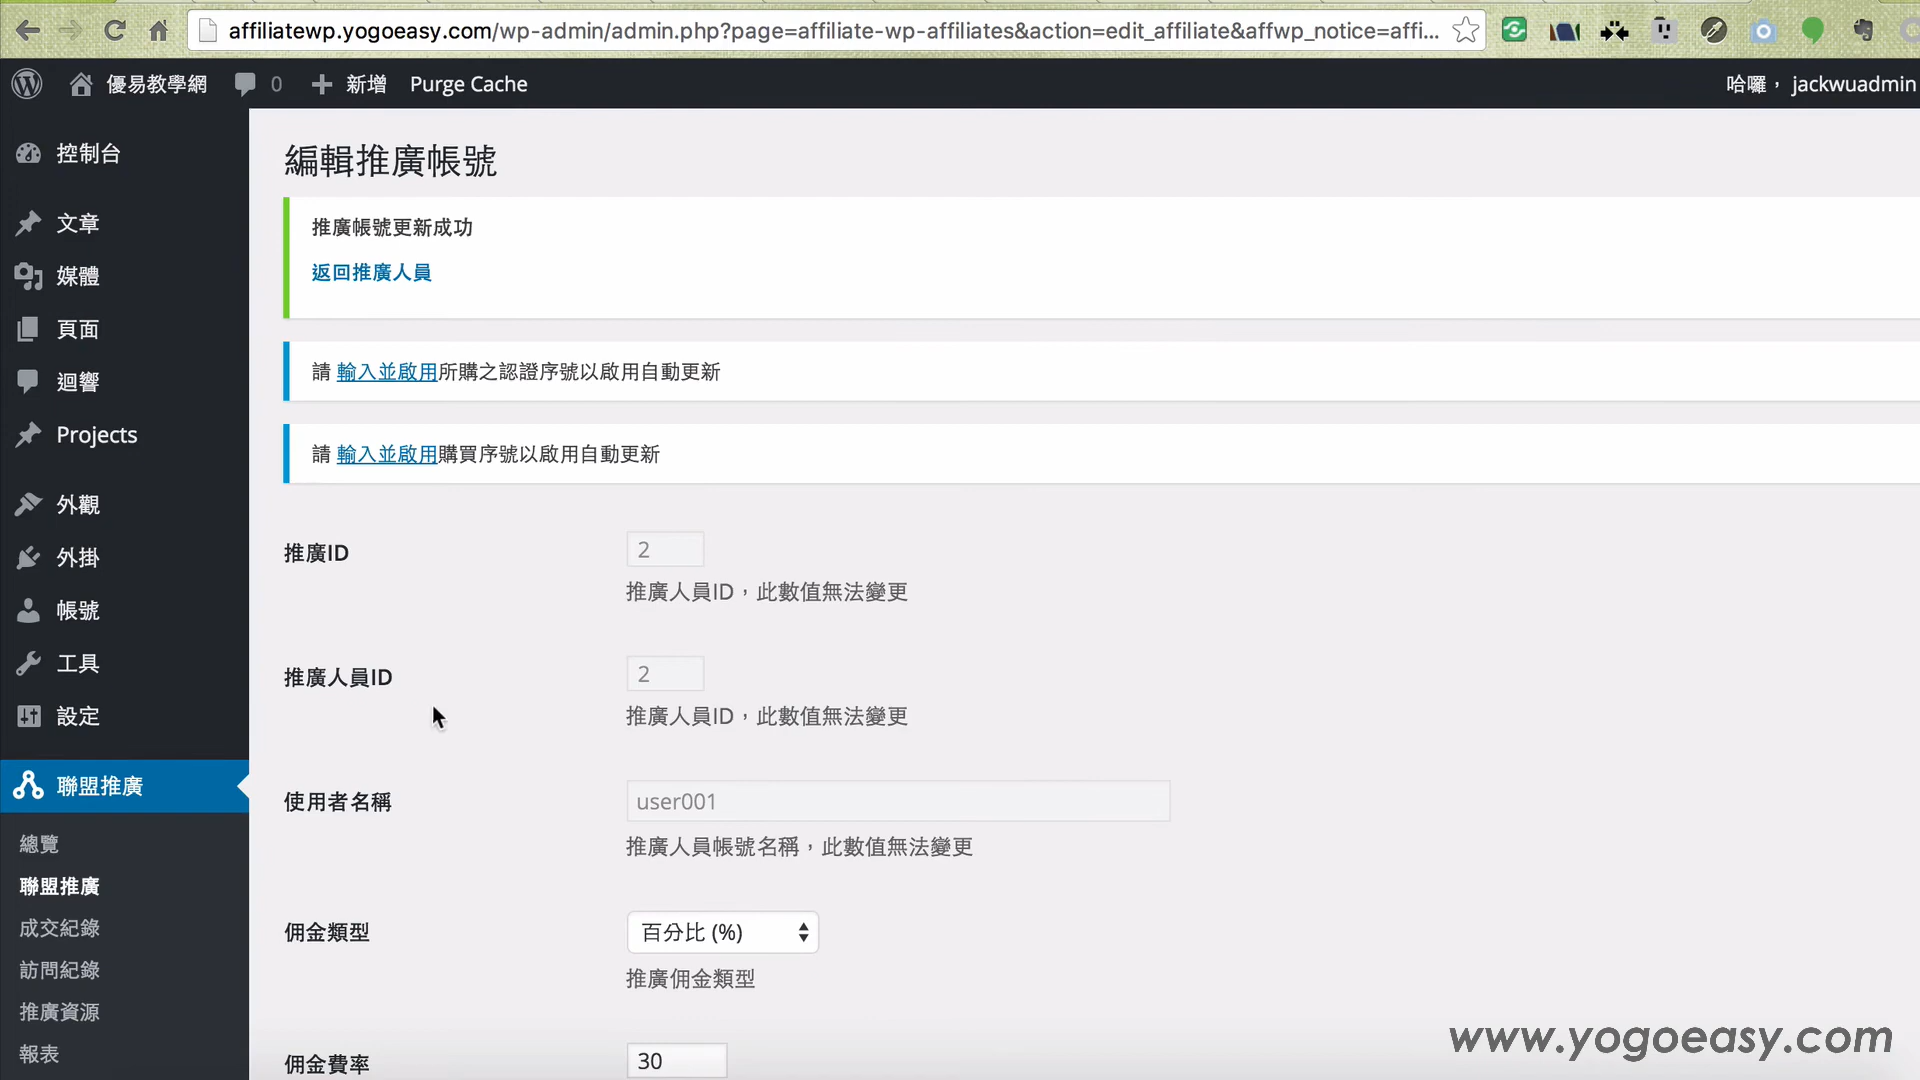 affiliatewp.yogoeasy.com/wp-admin/admin.php?page=affiliate-wp-affiliates&action=edit_affiliate&affwp_notice=affi...
優易教學網 0 新增 Purge Cache 哈囉，jackwuadmin
控制台
文章
媒體
頁面
迴響
Projects
外觀
外掛
帳號
工具
設定
聯盟推廣
總覽
聯盟推廣
成交紀錄
訪問紀錄
推廣資源
報表
編輯推廣帳號
推廣帳號更新成功
返回推廣人員
請 輸入並啟用所購之認證序號以啟用自動更新
請 輸入並啟用購買序號以啟用自動更新
推廣ID 2
推廣人員ID，此數值無法變更
推廣人員ID 2
推廣人員ID，此數值無法變更
使用者名稱 user001
推廣人員帳號名稱，此數值無法變更
佣金類型 百分比 (%)
推廣佣金類型
佣金費率 30
www.yogoeasy.com